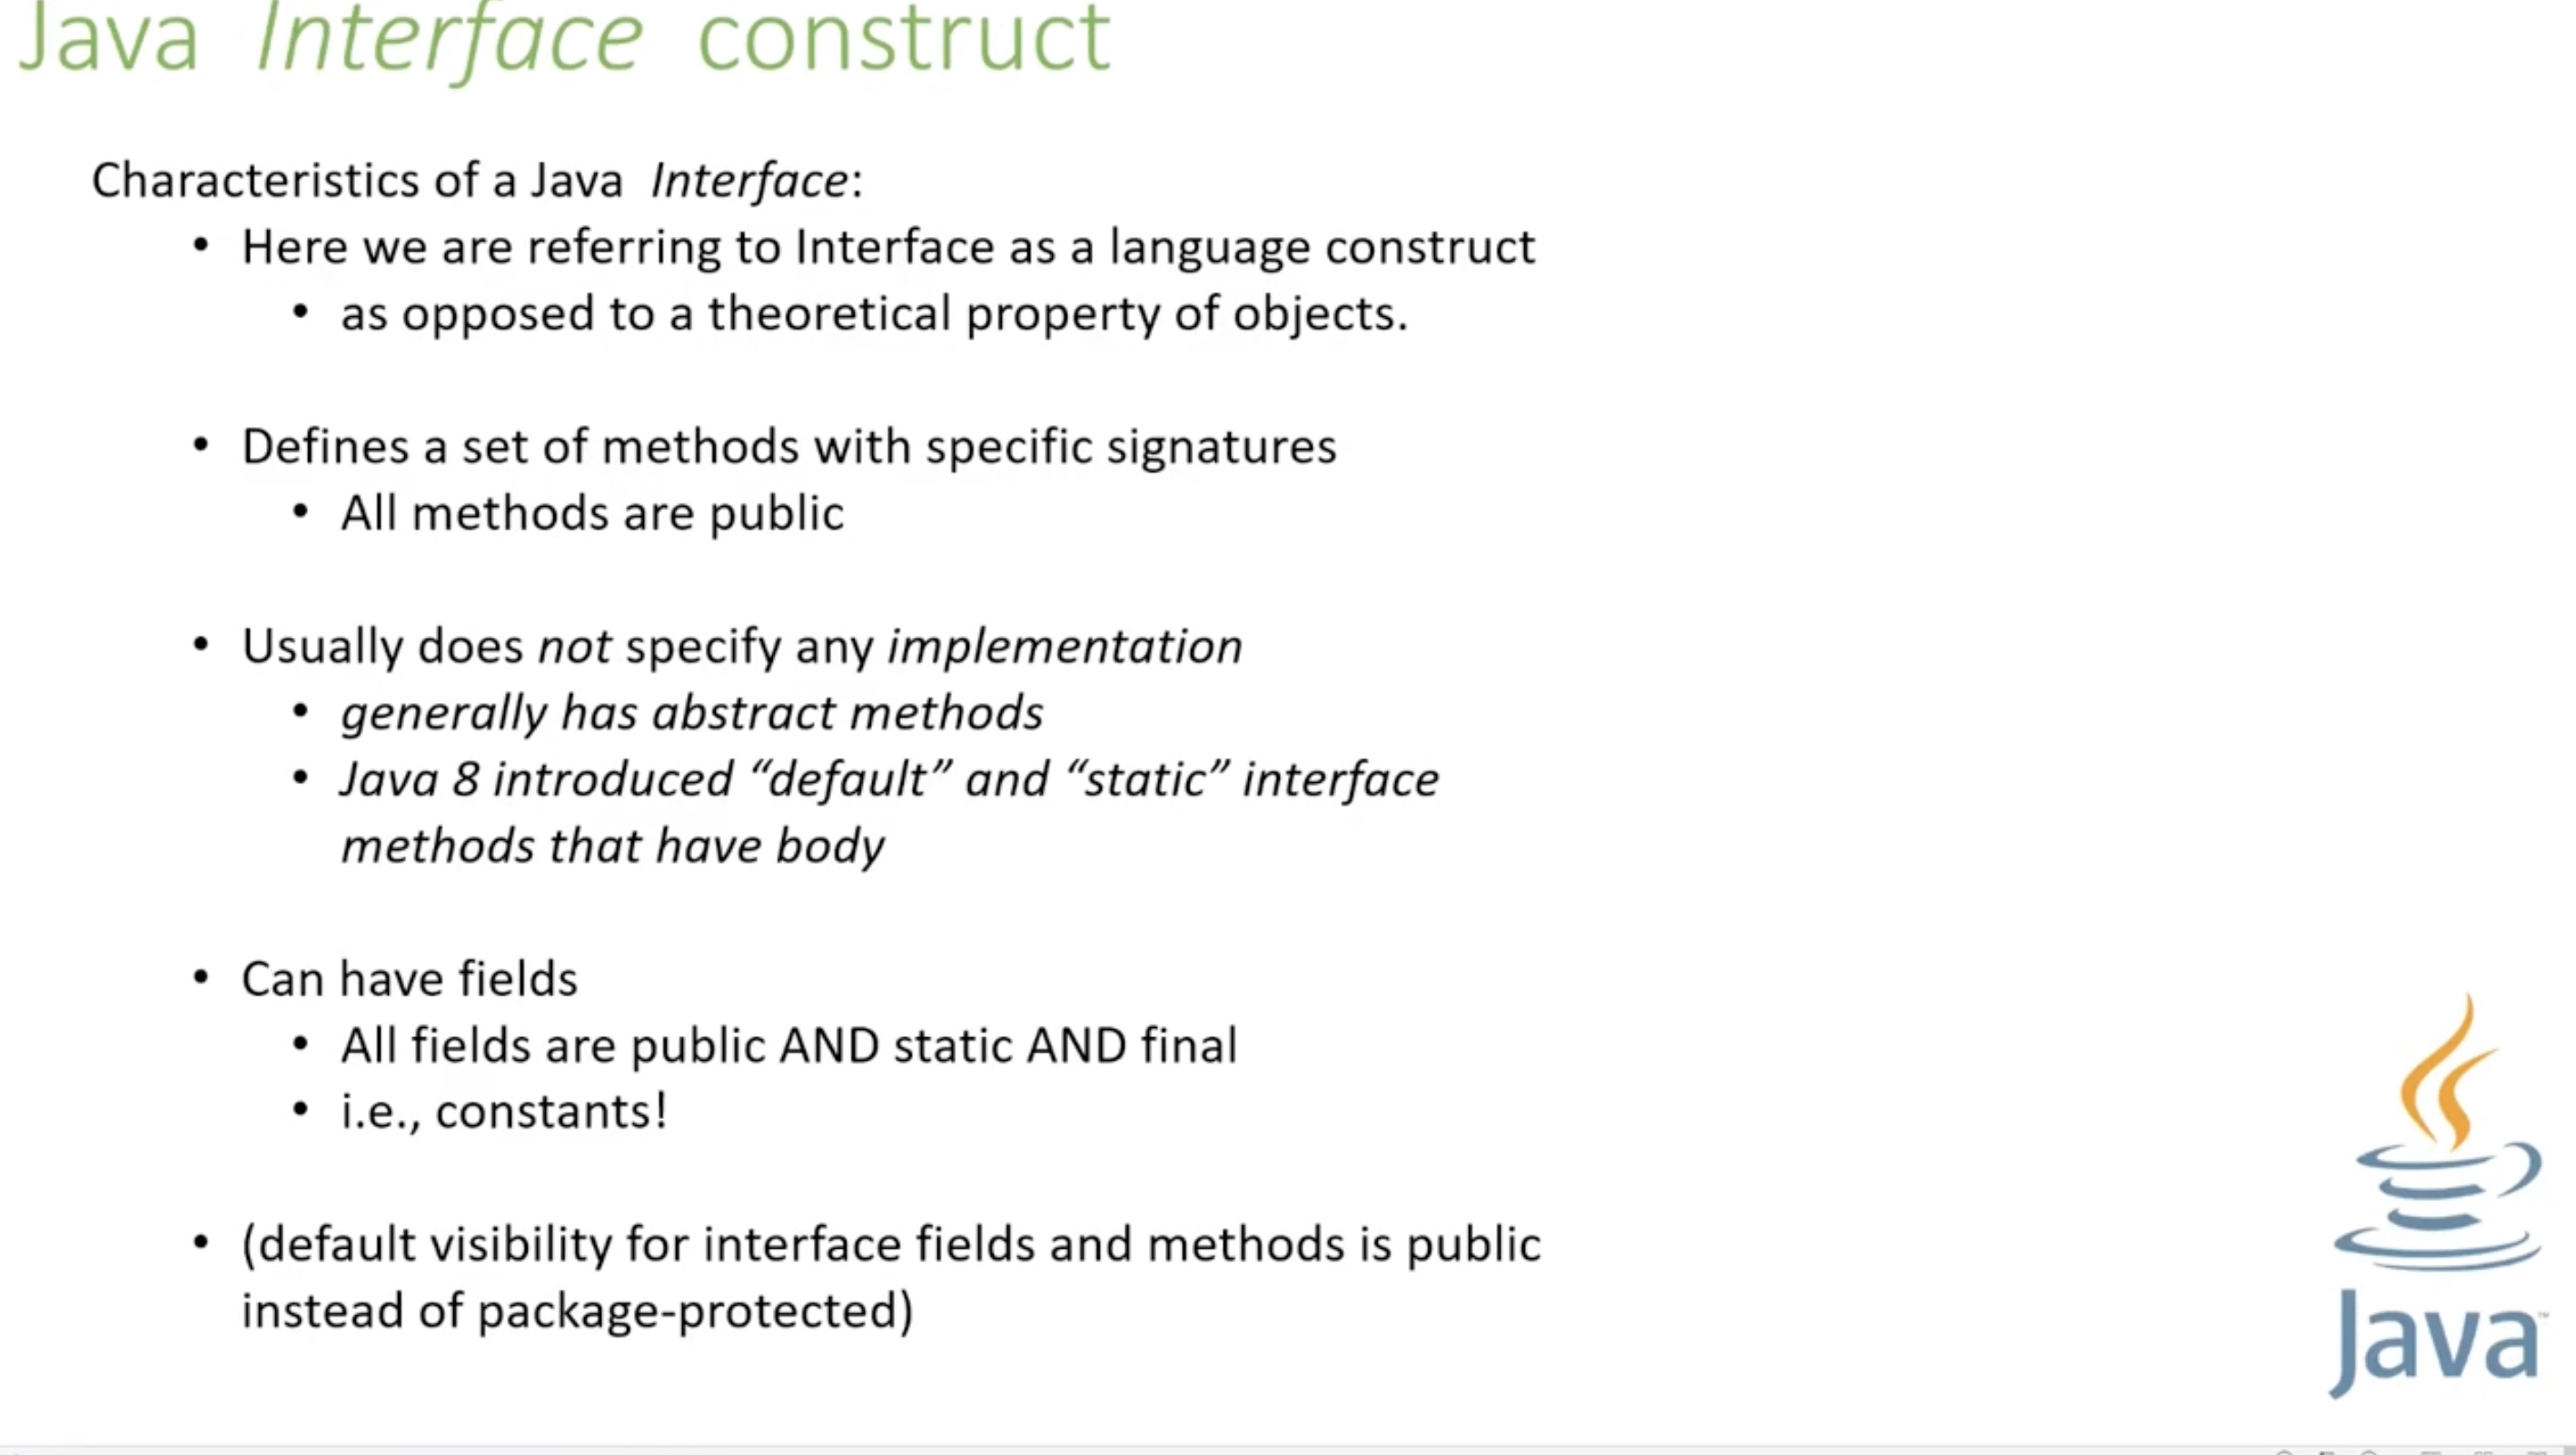 Java Interface construct
Characteristics of a Java Interface:
• Here we are referring to Interface as a language construct
• as opposed to a theoretical property of objects.
• Defines a set of methods with specific signatures
• All methods are public
• Usually does not specify any implementation
• generally has abstract methods
• Java 8 introduced “default” and “static” interface
methods that have body
• Can have fields
• All fields are public AND static AND final
• i.e., constants!
• (default visibility for interface fields and methods is public
instead of package-protected)
Java™